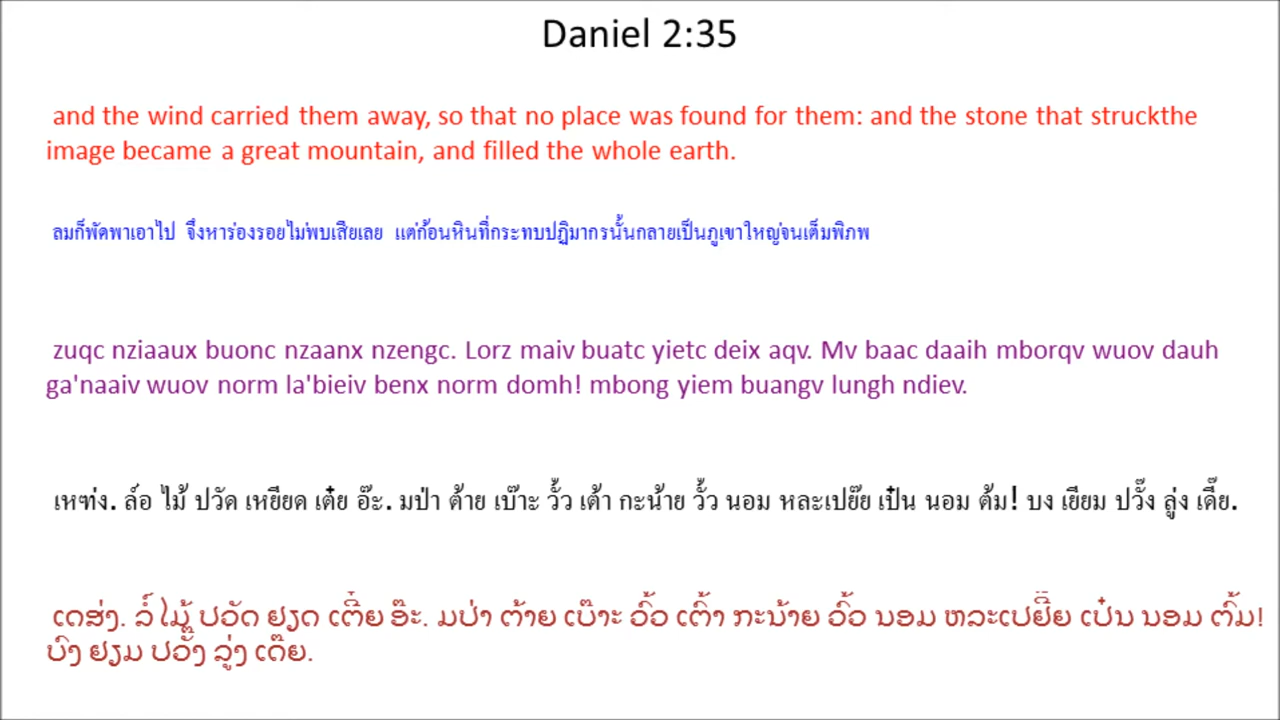 Daniel 2:35
and the wind carried them away, so that no place was found for them: and the stone that struckthe
image became a great mountain, and filled the whole earth.
ลมก็พัดพาเอาไป จึงหาร่องรอยไม่พบเสียเลย แต่ก้อนหินที่กระทบปฏิมากรนั้นกลายเป็นภูเขาใหญ่จนเต็มพิภพ
zuqc nziaaux buonc nzaanx nzengc. Lorz maiv buatc yietc deix aqv. Mv baac daaih mborqv wuov dauh
ga'naaiv wuov norm la'bieiv benx norm domh! mbong yiem buangv lungh ndiev.
เหฑ่ง. ล์อ ไม้ ปวัด เหยียด เต๋ย อ๊ะ. มป่า ต้าย เบ๊าะ วั้ว เต้า กะน้าย วั้ว นอม หละเปย๊ย เป๋น นอม ต้ม! บง เยียม ปวั๊ง ลู่ง เดี๊ย.
ເດສ່ງ. ລ໌ ໄມ້ ປວັດ ຢຽດ ເຕີ໋ຍ ອ໊ະ. ມປ່າ ຕ້າຍ ເບ໊າະ ວົ້ວ ເຕົ້າ ກະນ້າຍ ວົ້ວ ນອມ ຫລະເປຢື໊ຍ ເປ໋ນ ນອມ ຕົ້ມ!
ບົງ ຢຽມ ປວັ໊ງ ລູ່ງ ເດ໊ຍ.